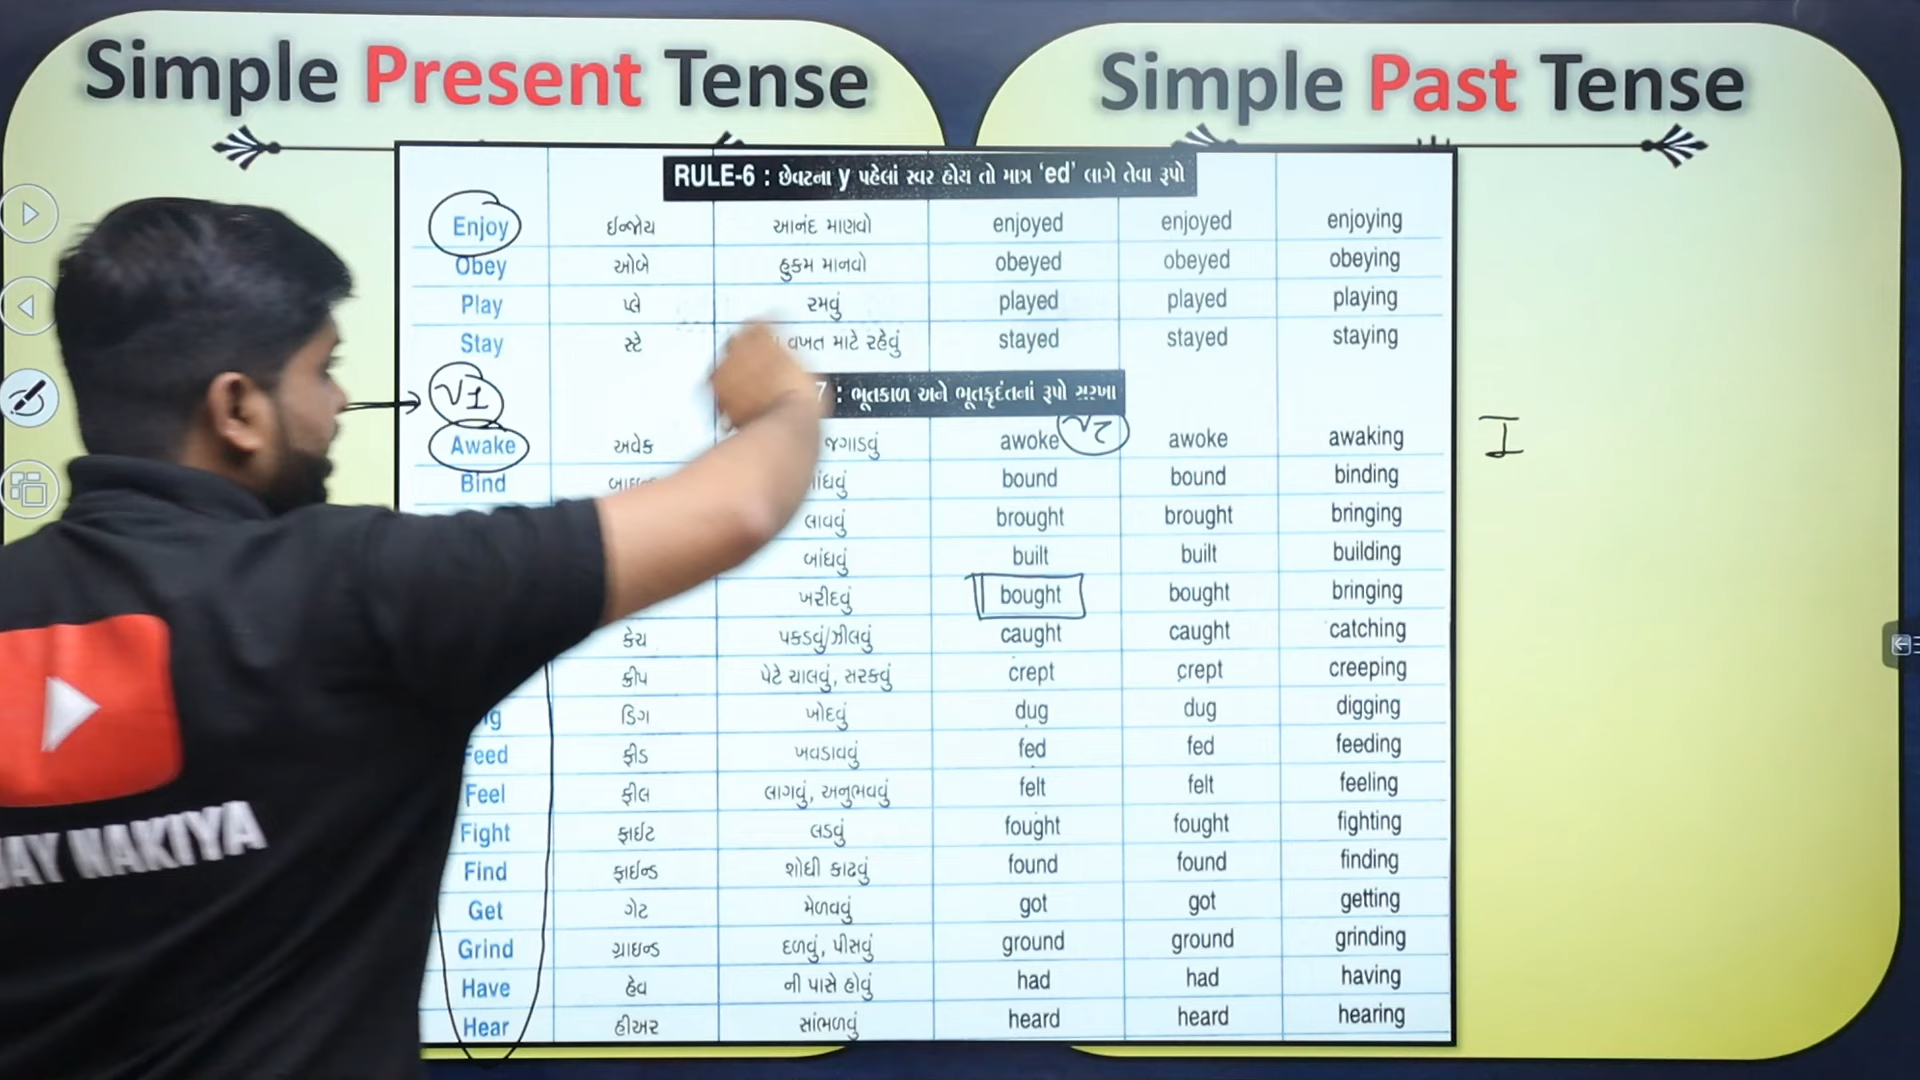 Simple Present Tense
Simple Past Tense
RULE-6 : છેવટના y પહેલાં સ્વર હોય તો માત્ર 'ed' લાગે તેવા રૂપો
Enjoy ઈન્જોય આનંદ માણવો enjoyed enjoyed enjoying
Obey ઓબે હુકમ માનવો obeyed obeyed obeying
Play પ્લે રમવું played played playing
Stay સ્ટે વખત માટે રહેવું stayed stayed staying
V1
7 : ભૂતકાળ અને ભૂતકૃદંતનાં રૂપો સરખા
V2
I
Awake અવેક જગાડવું awoke awoke awaking
Bind bound bound binding
લાવવું brought brought bringing
બાંધવું built built building
ખરીદવું bought bought bringing
કેચ પકડવું/ઝીલવું caught caught catching
ક્રીપ પેટે ચાલવું, સરકવું crept crept creeping
ડિગ ખોદવું dug dug digging
Feed ફીડ ખવડાવવું fed fed feeding
Feel ફીલ લાગવું, અનુભવવું felt felt feeling
Fight ફાઈટ લડવું fought fought fighting
Find ફાઈન્ડ શોધી કાઢવું found found finding
Get ગેટ મેળવવું got got getting
Grind ગ્રાઇન્ડ દળવું, પીસવું ground ground grinding
Have હેવ ની પાસે હોવું had had having
Hear હીઅર સાંભળવું heard heard hearing
JAY NAKIYA